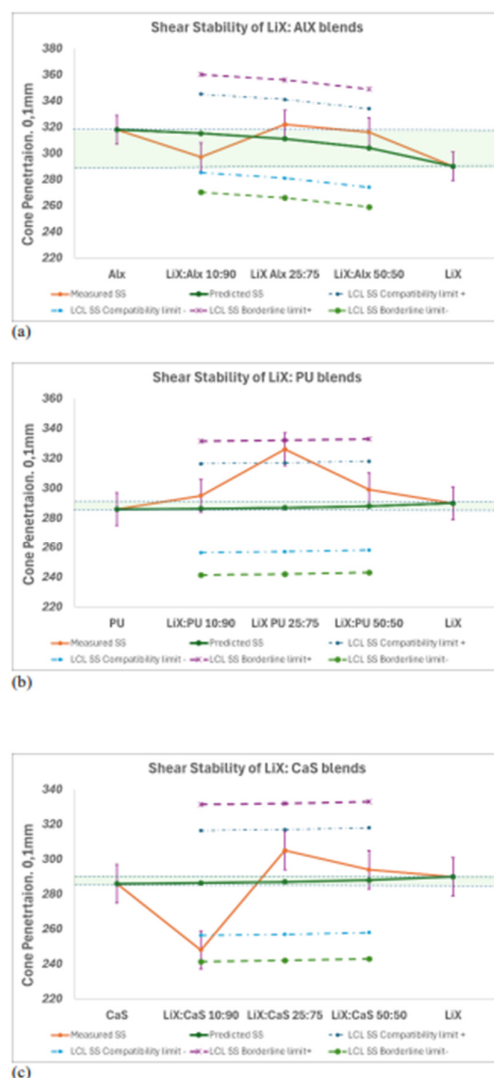 Shear Stability of LiX: AlX blends
380
360
340
320
300
280
260
240
220
Cone Penetrtaion. 0,1mm
Alx LiX:Alx 10:90 LiX Alx 25:75 LiX:Alx 50:50 LiX
Measured SS Predicted SS LCL SS Compatibility limit +
LCL SS Compatibility limit - LCL SS Borderline limit+ LCL SS Borderline limit-
(a)
Shear Stability of LiX: PU blends
360
340
320
300
280
260
240
220
Cone Penetrtaion. 0,1mm
PU LiX:PU 10:90 LiX PU 25:75 LiX:PU 50:50 LiX
Measured SS Predicted SS LCL SS Compatibility limit +
LCL SS Compatibility limit - LCL SS Borderline limit+ LCL SS Borderline limit-
(b)
Shear Stability of LiX: CaS blends
340
320
300
280
260
240
220
Cone Penetrtaion. 0,1mm
CaS LiX:CaS 10:90 LiX:CaS 25:75 LiX:CaS 50:50 LiX
Measured SS Predicted SS LCL SS Compatibility limit +
LCL SS Compatibility limit - LCL SS Borderline limit+ LCL SS Borderline limit-
(c)